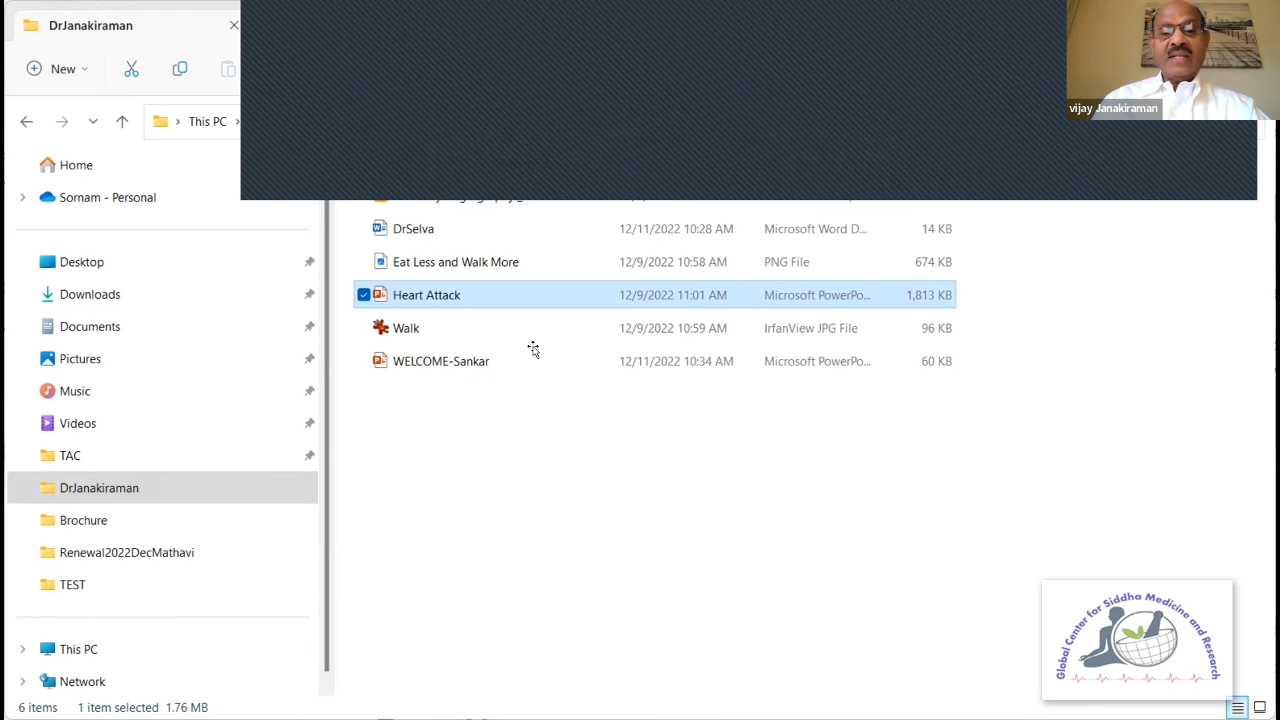 DrJanakiraman
New
This PC
vijay Janakiraman
Home
Sornam - Personal
Desktop
Downloads
Documents
Pictures
Music
Videos
TAC
DrJanakiraman
Brochure
Renewal2022DecMathavi
TEST
This PC
Network
DrSelva 12/11/2022 10:28 AM Microsoft Word D... 14 KB
Eat Less and Walk More 12/9/2022 10:58 AM PNG File 674 KB
Heart Attack 12/9/2022 11:01 AM Microsoft PowerPo... 1,813 KB
Walk 12/9/2022 10:59 AM IrfanView JPG File 96 KB
WELCOME-Sankar 12/11/2022 10:34 AM Microsoft PowerPo... 60 KB
Global Center for Siddha Medicine and Research
6 items 1 item selected 1.76 MB